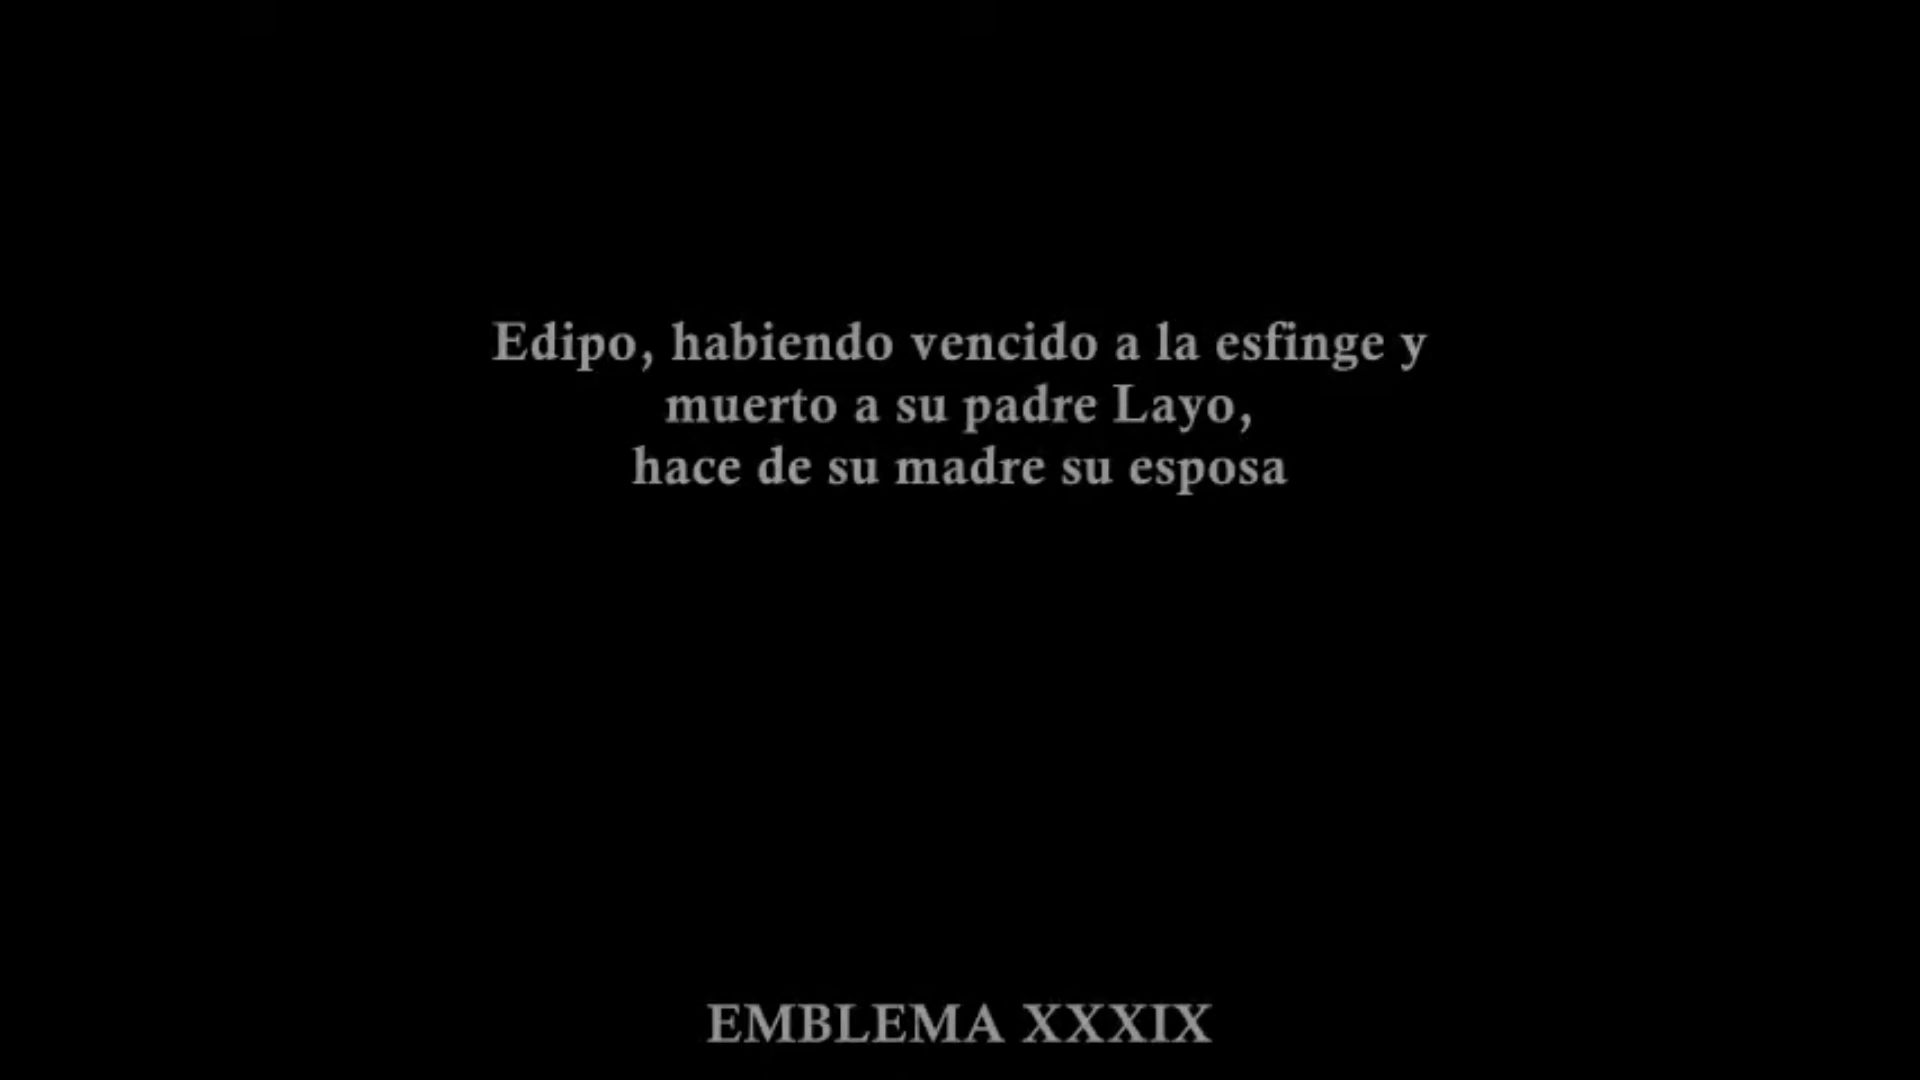 Edipo, habiendo vencido a la esfinge y
muerto a su padre Layo,
hace de su madre su esposa
EMBLEMA XXXIX